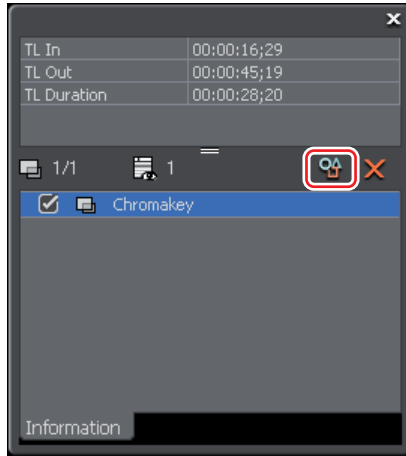 TL In 00:00:16;29
TL Out 00:00:45;19
TL Duration 00:00:28;20
1/1 1
Chromakey
Information